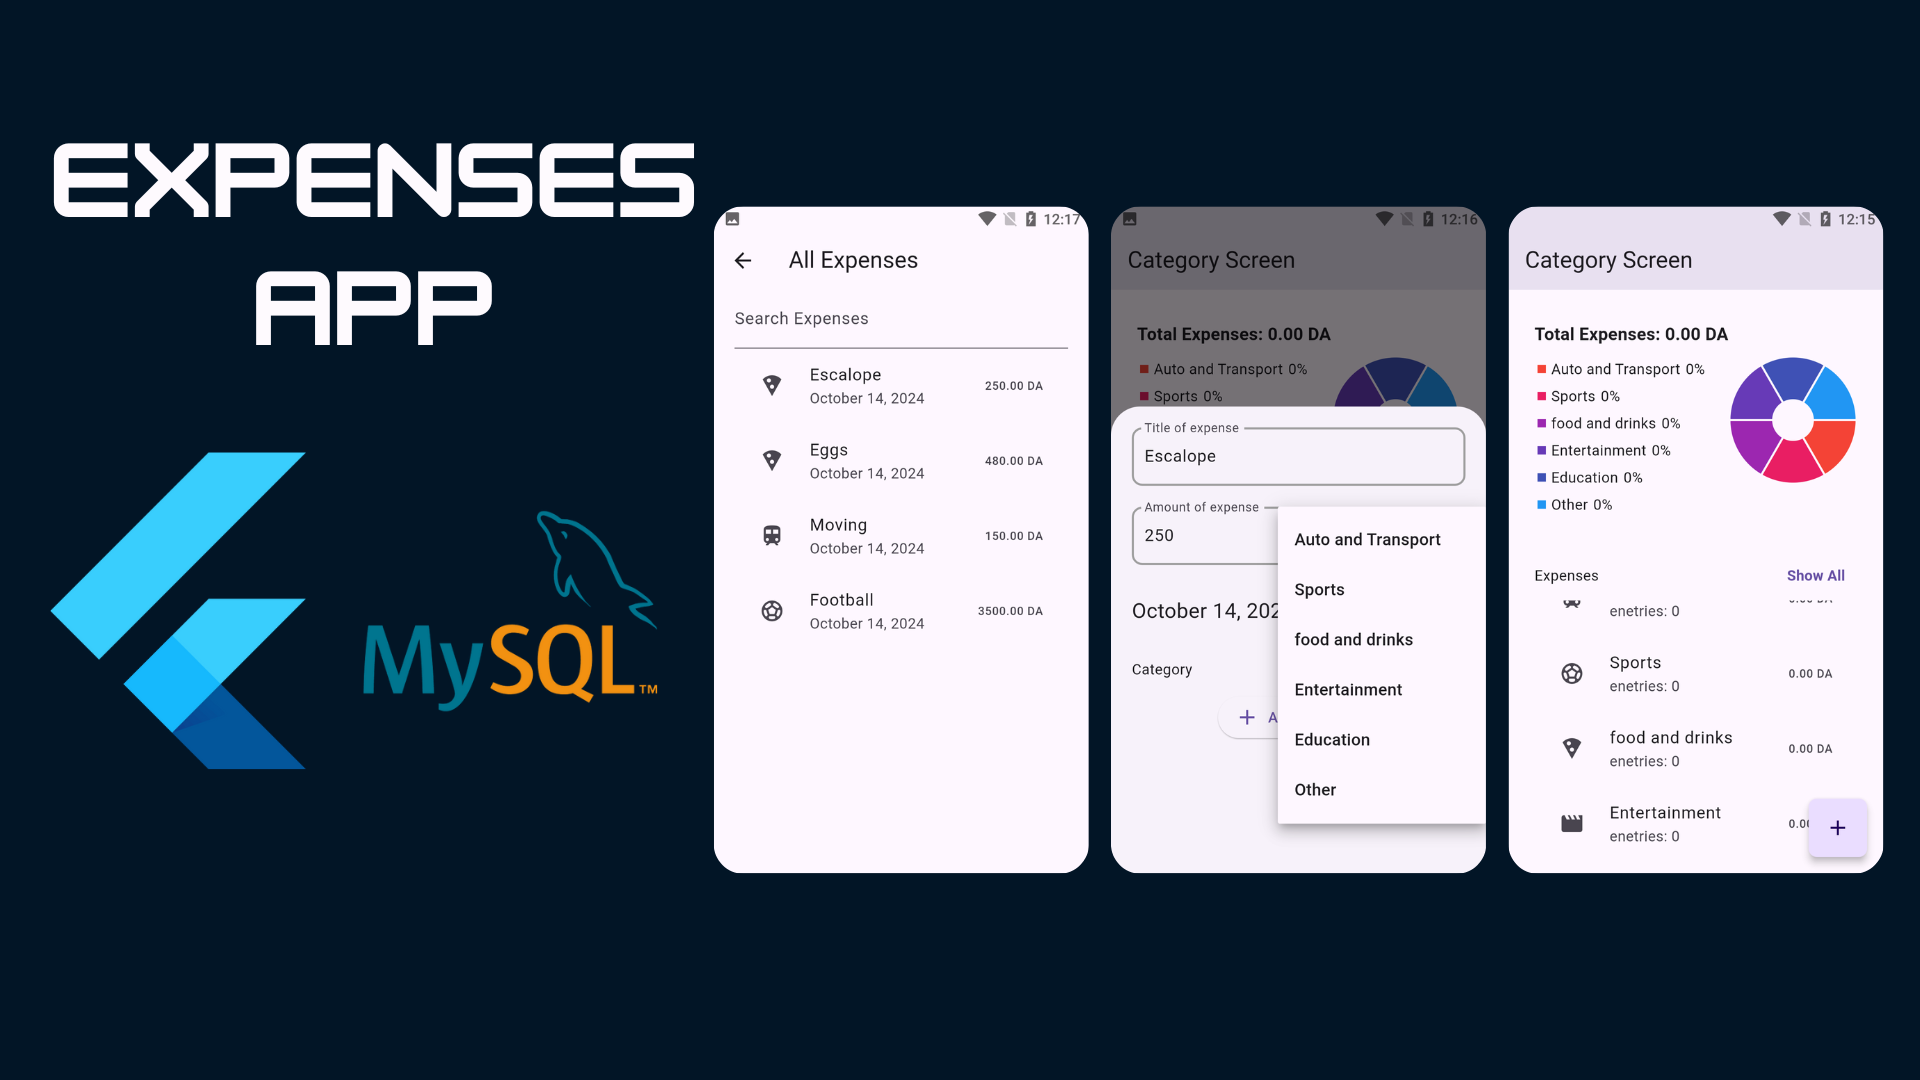 EXPENSES
APP
MySQL™
12:17
All Expenses
Search Expenses
Escalope
October 14, 2024
250.00 DA
Eggs
October 14, 2024
480.00 DA
Moving
October 14, 2024
150.00 DA
Football
October 14, 2024
3500.00 DA
12:16
Category Screen
Total Expenses: 0.00 DA
Auto and Transport 0%
Sports 0%
Title of expense
Escalope
Amount of expense
250
October 14, 202
Category
A
Auto and Transport
Sports
food and drinks
Entertainment
Education
Other
12:15
Category Screen
Total Expenses: 0.00 DA
Auto and Transport 0%
Sports 0%
food and drinks 0%
Entertainment 0%
Education 0%
Other 0%
Expenses
Show All
enetries: 0
Sports
enetries: 0
0.00 DA
food and drinks
enetries: 0
0.00 DA
Entertainment
enetries: 0
0.00